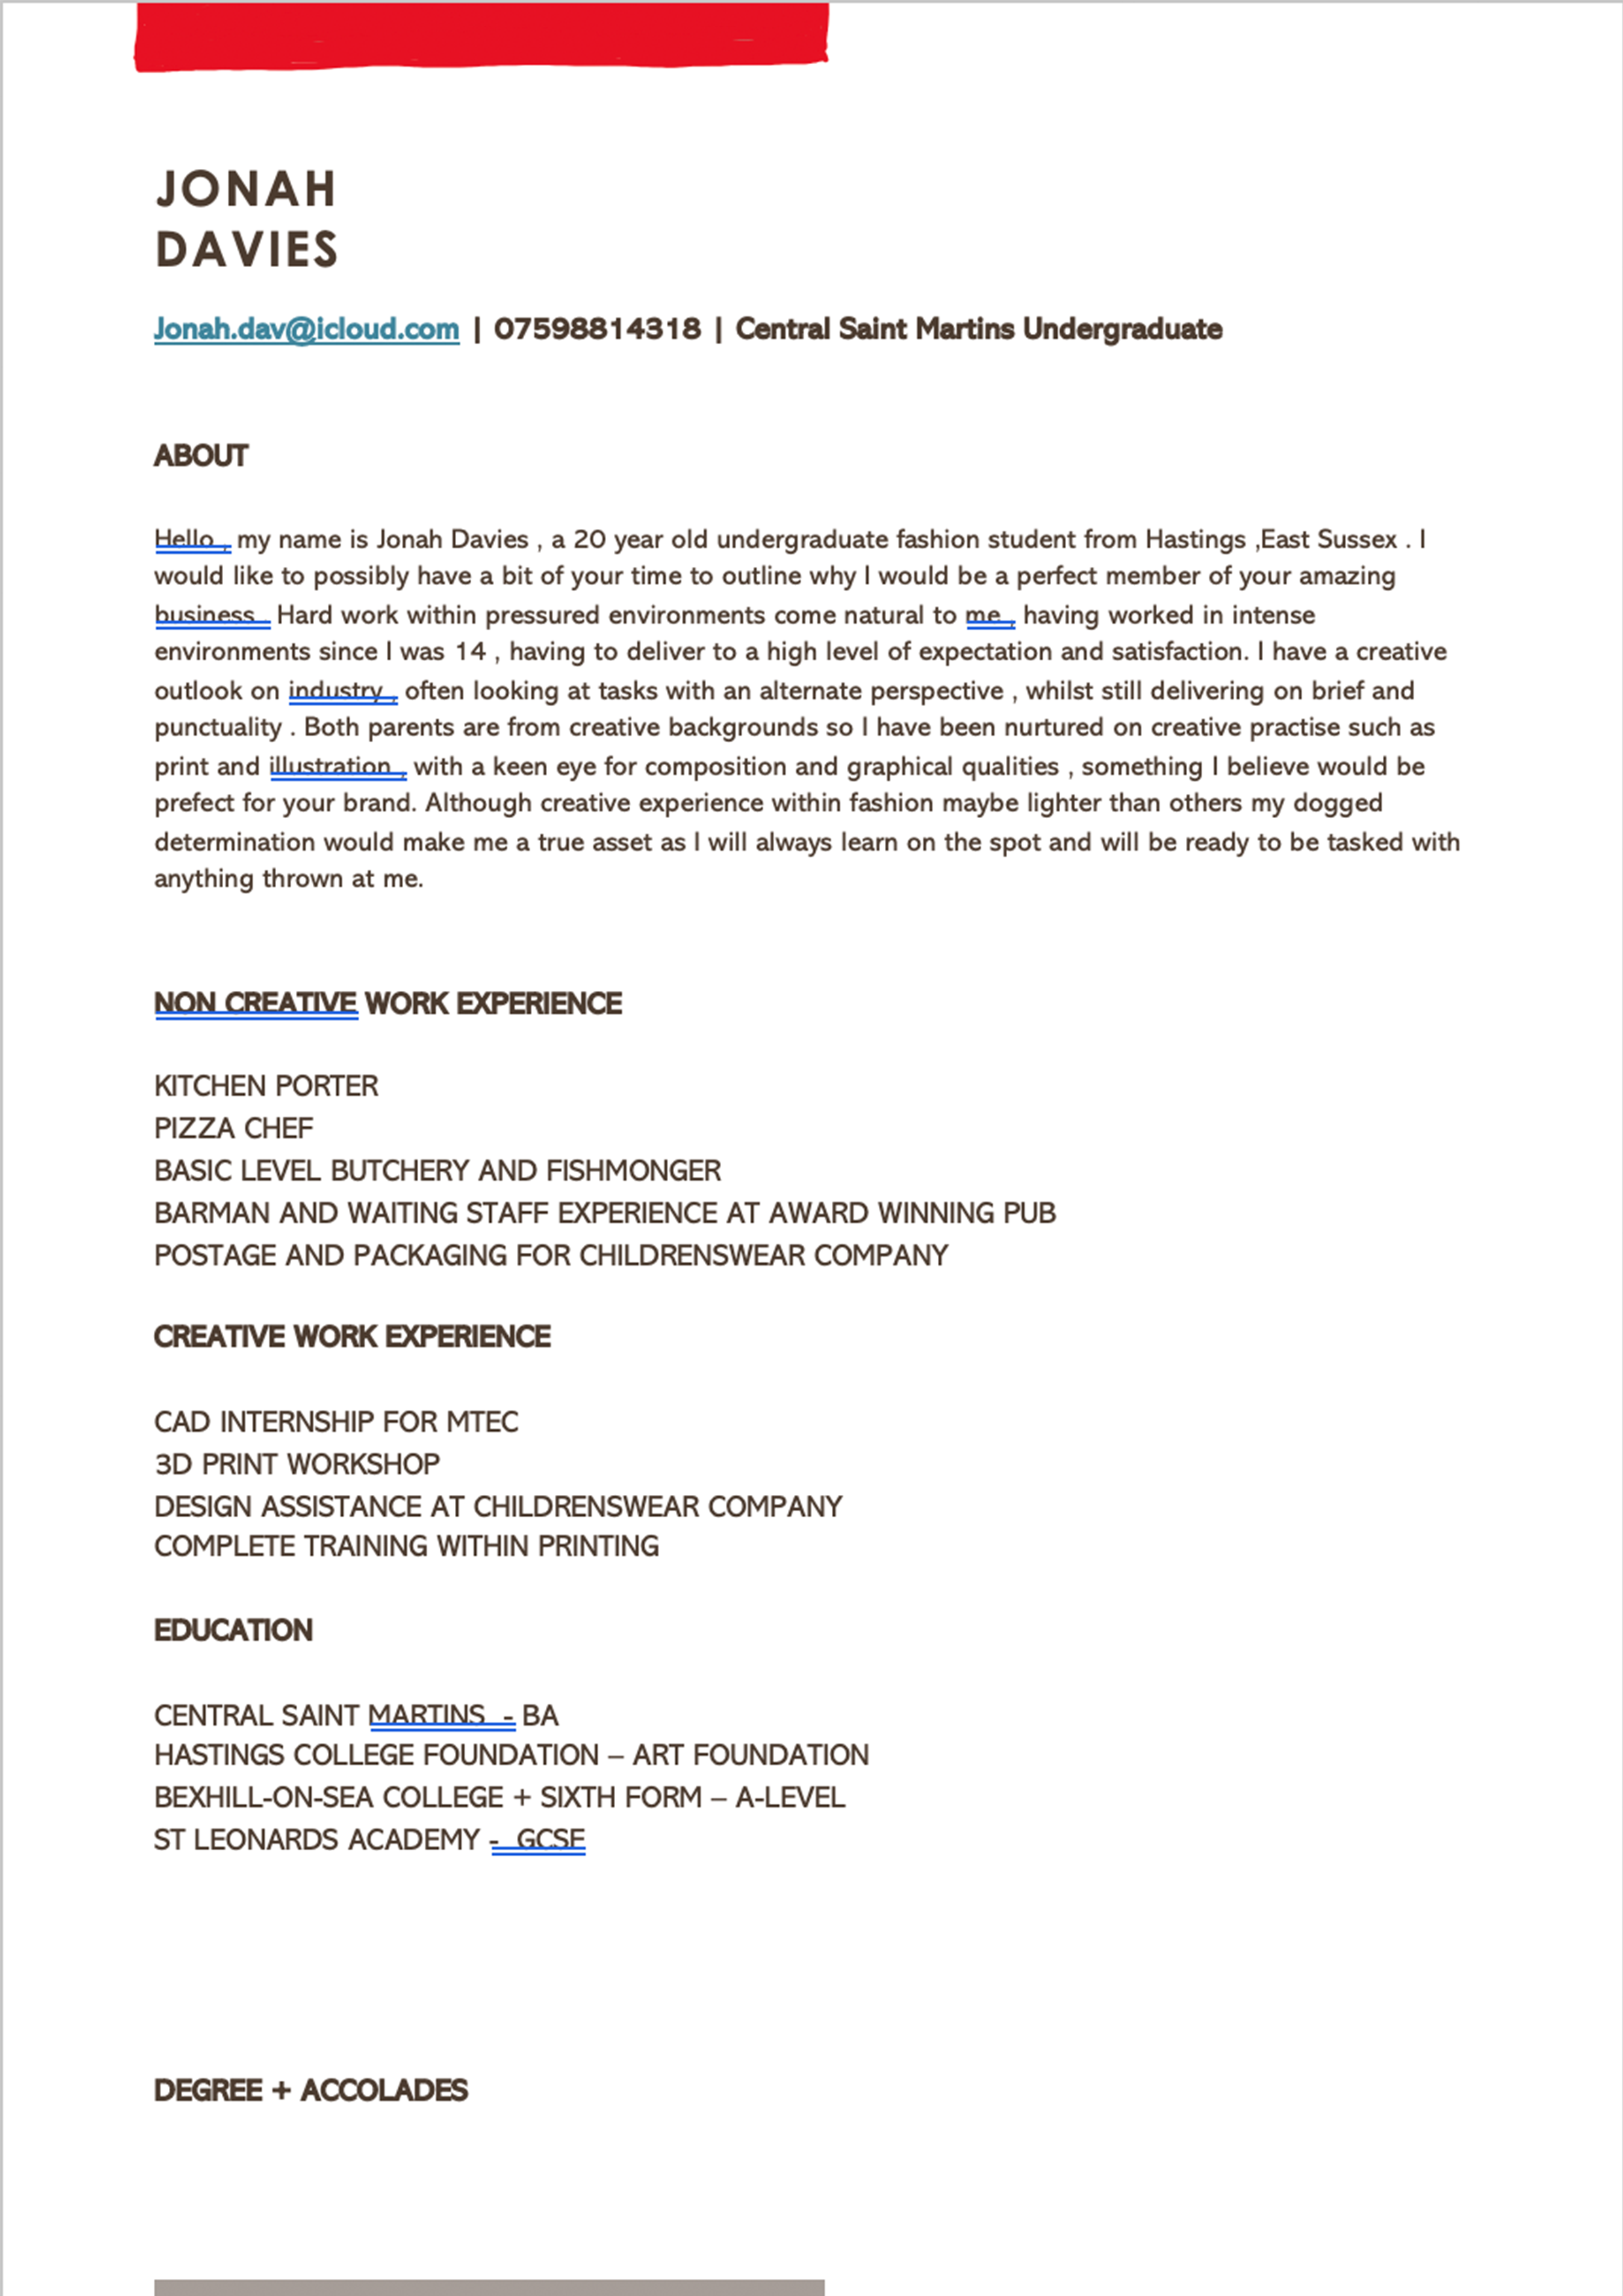 JONAH
DAVIES
Jonah.dav@icloud.com | 07598814318 | Central Saint Martins Undergraduate
ABOUT
Hello , my name is Jonah Davies , a 20 year old undergraduate fashion student from Hastings ,East Sussex . I
would like to possibly have a bit of your time to outline why I would be a perfect member of your amazing
business . Hard work within pressured environments come natural to me , having worked in intense
environments since I was 14 , having to deliver to a high level of expectation and satisfaction. I have a creative
outlook on industry , often looking at tasks with an alternate perspective , whilst still delivering on brief and
punctuality . Both parents are from creative backgrounds so I have been nurtured on creative practise such as
print and illustration , with a keen eye for composition and graphical qualities , something I believe would be
prefect for your brand. Although creative experience within fashion maybe lighter than others my dogged
determination would make me a true asset as I will always learn on the spot and will be ready to be tasked with
anything thrown at me.
NON CREATIVE WORK EXPERIENCE
KITCHEN PORTER
PIZZA CHEF
BASIC LEVEL BUTCHERY AND FISHMONGER
BARMAN AND WAITING STAFF EXPERIENCE AT AWARD WINNING PUB
POSTAGE AND PACKAGING FOR CHILDRENSWEAR COMPANY
CREATIVE WORK EXPERIENCE
CAD INTERNSHIP FOR MTEC
3D PRINT WORKSHOP
DESIGN ASSISTANCE AT CHILDRENSWEAR COMPANY
COMPLETE TRAINING WITHIN PRINTING
EDUCATION
CENTRAL SAINT MARTINS  - BA
HASTINGS COLLEGE FOUNDATION – ART FOUNDATION
BEXHILL-ON-SEA COLLEGE + SIXTH FORM – A-LEVEL
ST LEONARDS ACADEMY -  GCSE
DEGREE + ACCOLADES